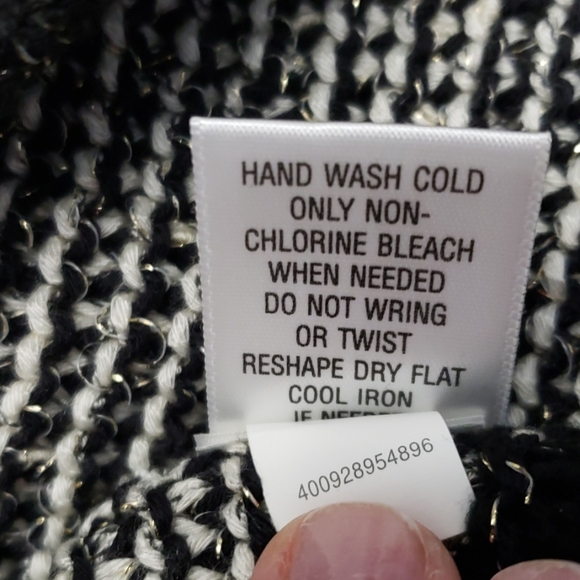 HAND WASH COLD
ONLY NON-
CHLORINE BLEACH
WHEN NEEDED
DO NOT WRING
OR TWIST
RESHAPE DRY FLAT
COOL IRON
IF
400928954896